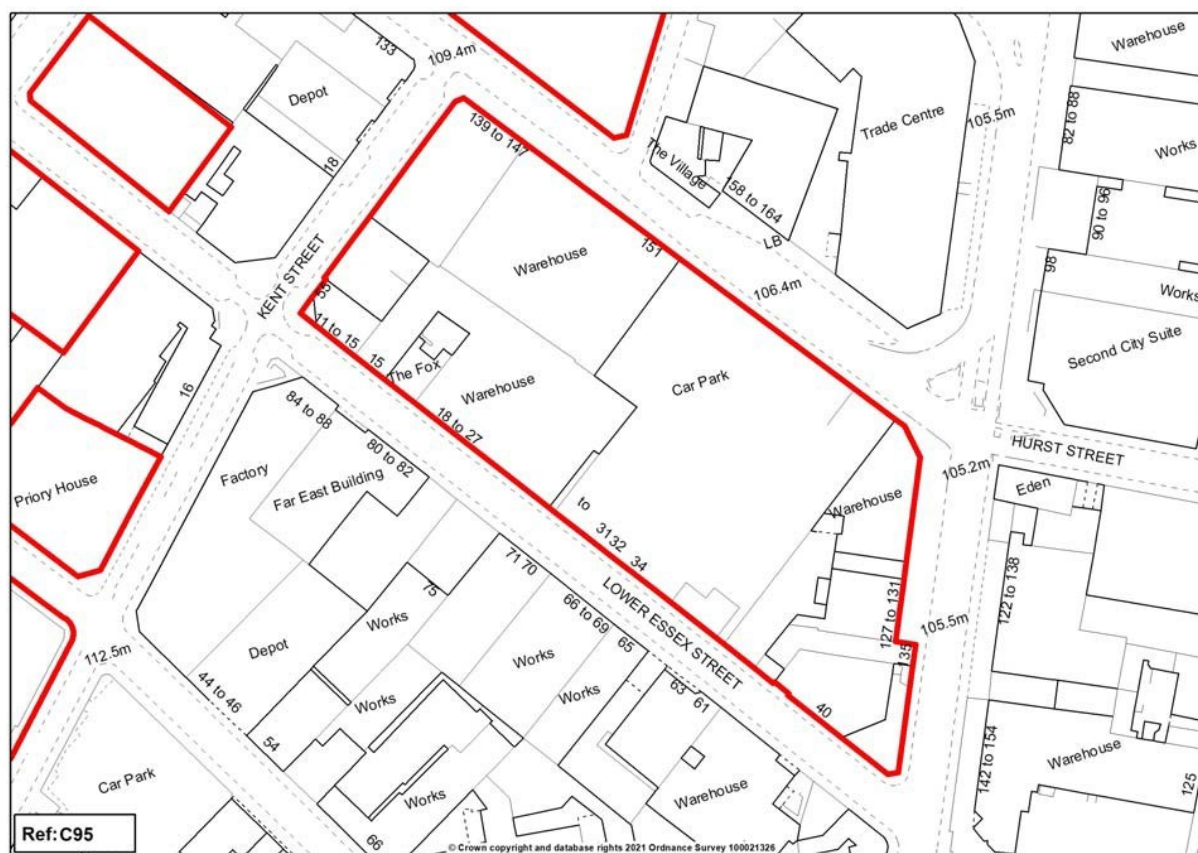 133
109.4m
Depot
Warehouse
82 to 88
105.5m
Trade Centre
139 to 147
The Village
158 to 164
Works
18
90 to 96
LB
151
KENT STREET
55
Warehouse
106.4m
98
Works
Second City Suite
11 to 15
15
The Fox
Warehouse
Car Park
16
84 to 88
18 to 27
80 to 82
HURST STREET
Factory
Far East Building
105.2m
Eden
Priory House
Warehouse
to
31 32
34
71 70
LOWER ESSEX STREET
75
Works
66 to 69
65
127 to 131
105.5m
122 to 138
135
112.5m
Depot
Works
Works
Works
63
61
40
44 to 46
54
Car Park
Works
Warehouse
Warehouse
142 to 154
125
66
Ref:C95
© Crown copyright and database rights 2021 Ordnance Survey 100021326